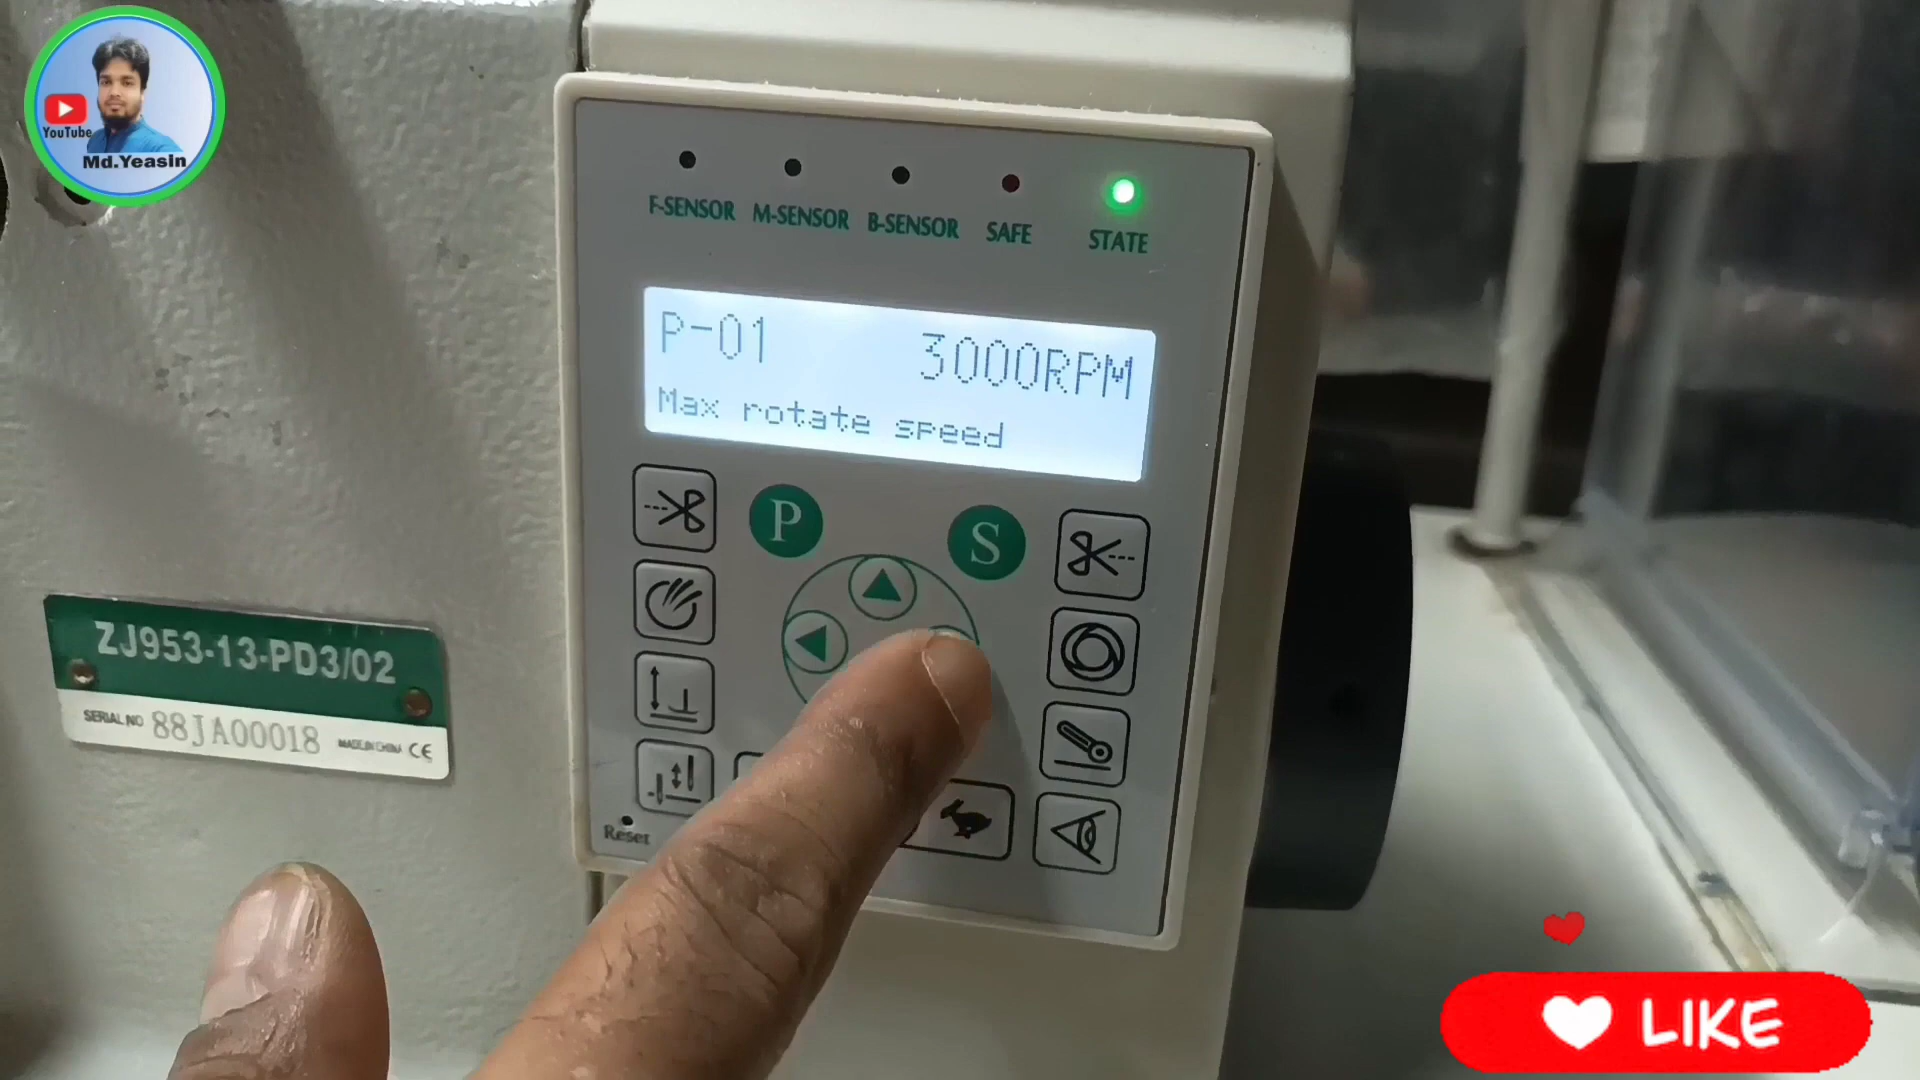 YouTube
Md.Yeasin
F-SENSOR M-SENSOR B-SENSOR SAFE STATE
P-01 3000RPM
Max rotate speed
P S
Reset
ZJ953-13-PD3/02
SERIAL NO 88JA00018 MADE IN CHINA CE
LIKE